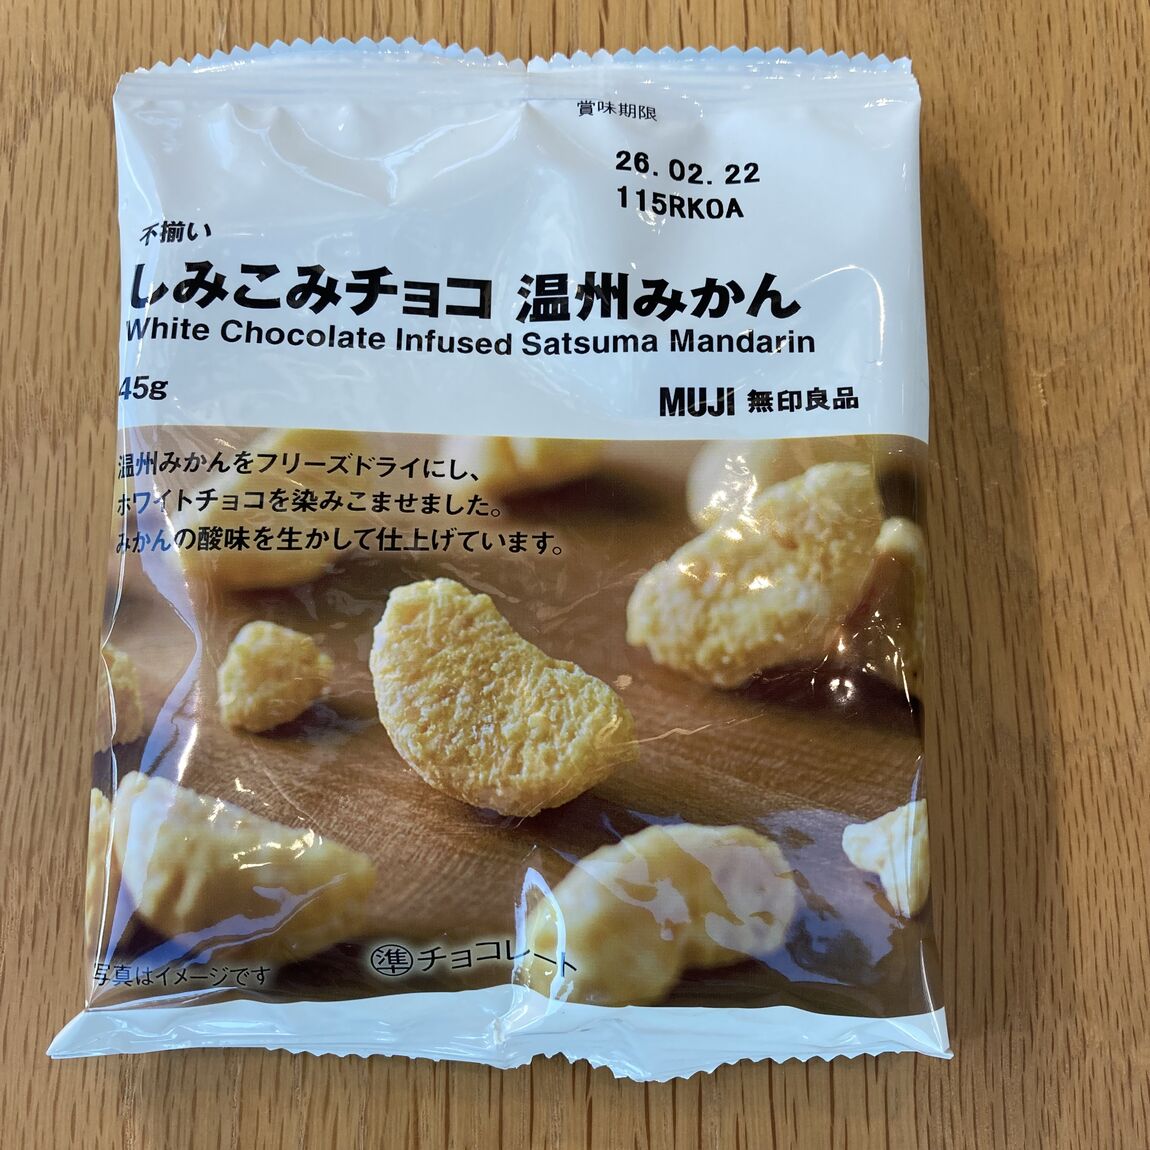 賞味期限
26.02.22
115RKOA
不揃い
しみこみチョコ 温州みかん
White Chocolate Infused Satsuma Mandarin
45g
MUJI 無印良品
温州みかんをフリーズドライにし、
ホワイトチョコを染みこませました。
みかんの酸味を生かして仕上げています。
準チョコレート
写真はイメージです